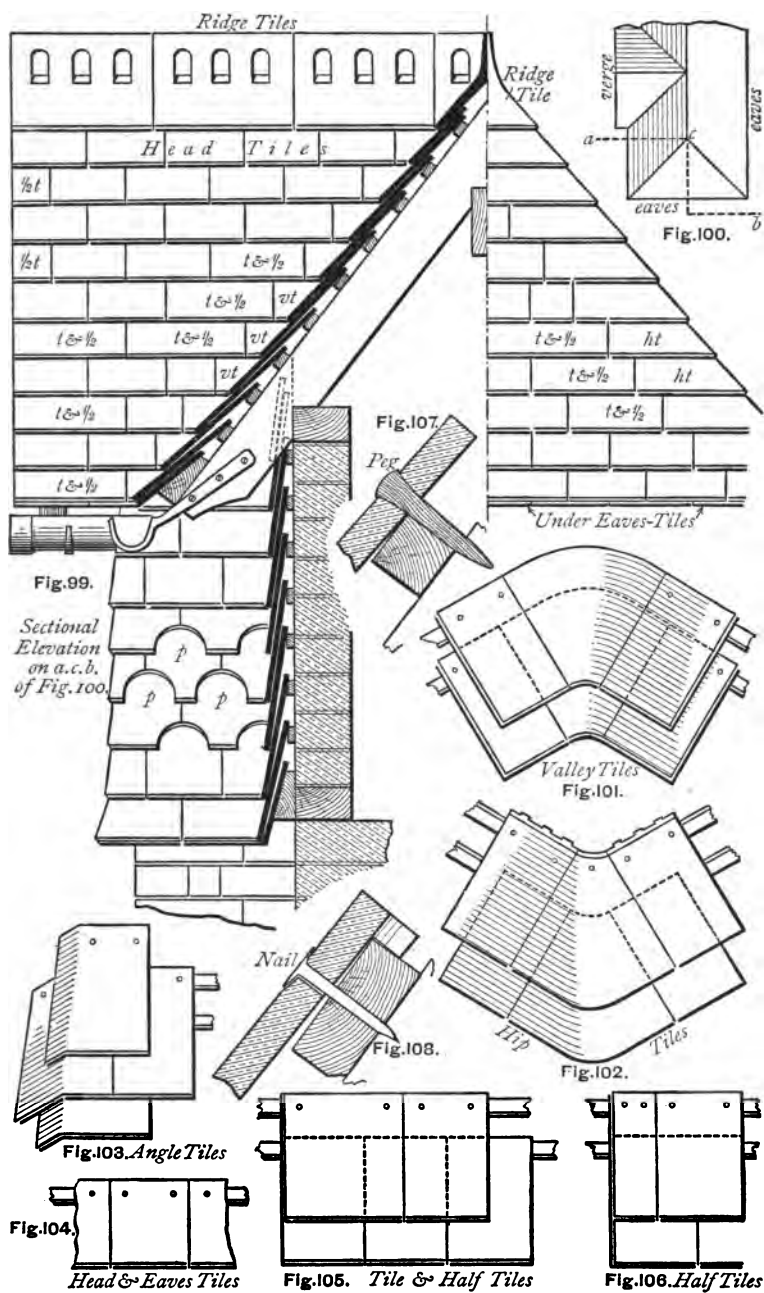 Ridge Tiles
Ridge
Tile
verge
eaves
a
c
eaves
b
Fig.100.
Head Tiles
½t
½t
t&½
t&½
vt
t&½
t&½
vt
vt
t&½
t&½
t&½
ht
t&½
ht
t&½
Fig.107.
Peg
Under Eaves-Tiles
Fig.99.
Sectional
Elevation
on a.c.b.
of Fig.100.
p
p
p
Valley Tiles
Fig.101.
Nail
Fig.108.
Hip Tiles
Fig.102.
Fig.103. Angle Tiles
Fig.104.
Head & Eaves Tiles
Fig.105. Tile & Half Tiles
Fig.106. Half Tiles